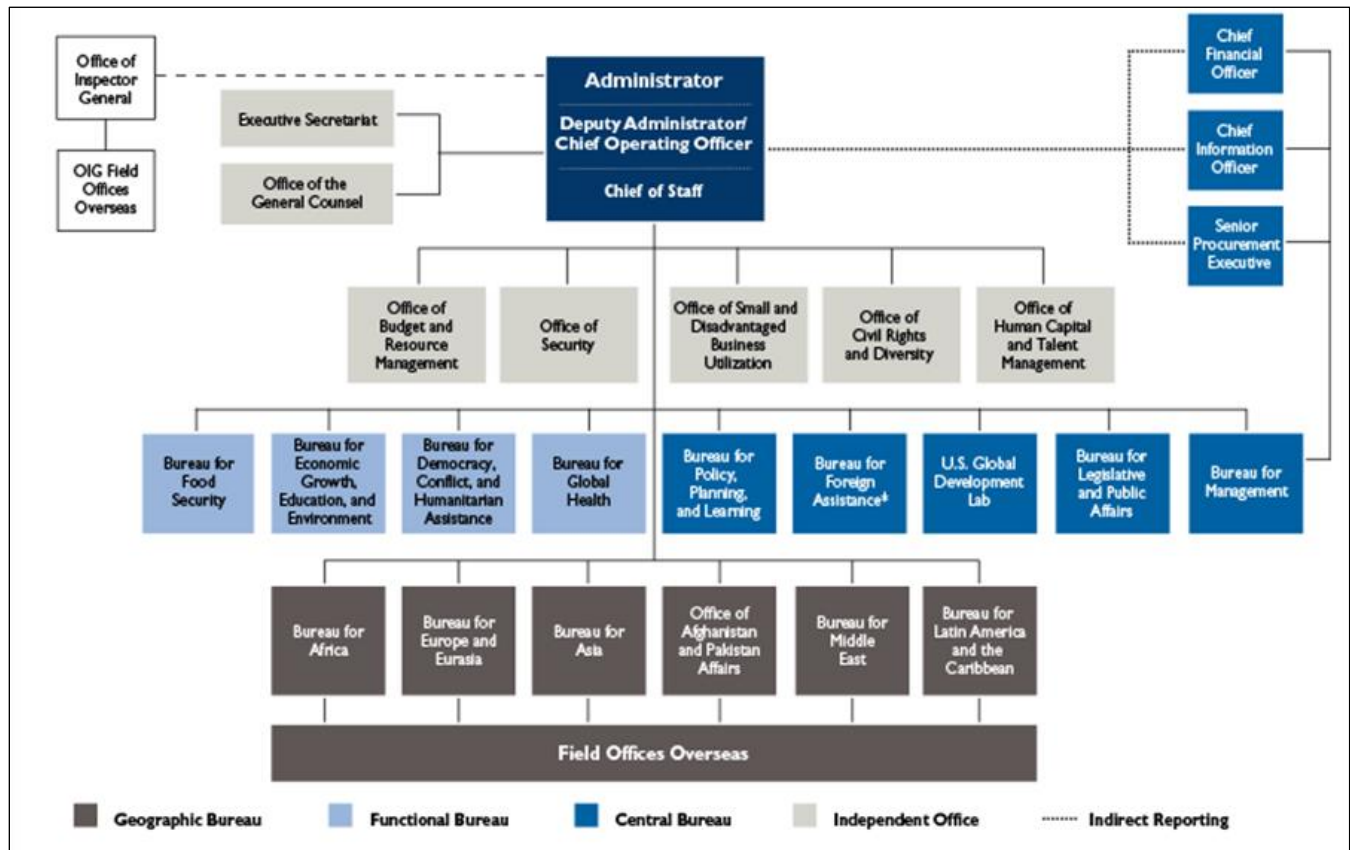 Office of
Inspector
General
OIG Field
Offices
Overseas
Executive Secretariat
Office of the
General Counsel
Administrator
Deputy Administrator/
Chief Operating Officer
Chief of Staff
Chief
Financial
Officer
Chief
Information
Officer
Senior
Procurement
Executive
Office of
Budget and
Resource
Management
Office of
Security
Office of Small and
Disadvantaged
Business
Utilization
Office of
Civil Rights
and Diversity
Office of
Human Capital
and Talent
Management
Bureau for
Food
Security
Bureau for
Economic
Growth,
Education, and
Environment
Bureau for
Democracy,
Conflict, and
Humanitarian
Assistance
Bureau for
Global
Health
Bureau for
Policy,
Planning,
and Learning
Bureau for
Foreign
Assistance‡
U.S. Global
Development
Lab
Bureau for
Legislative
and Public
Affairs
Bureau for
Management
Bureau for
Africa
Bureau for
Europe and
Eurasia
Bureau for
Asia
Office of
Afghanistan
and Pakistan
Affairs
Bureau for
Middle
East
Bureau for
Latin America
and the
Caribbean
Field Offices Overseas
Geographic Bureau
Functional Bureau
Central Bureau
Independent Office
Indirect Reporting